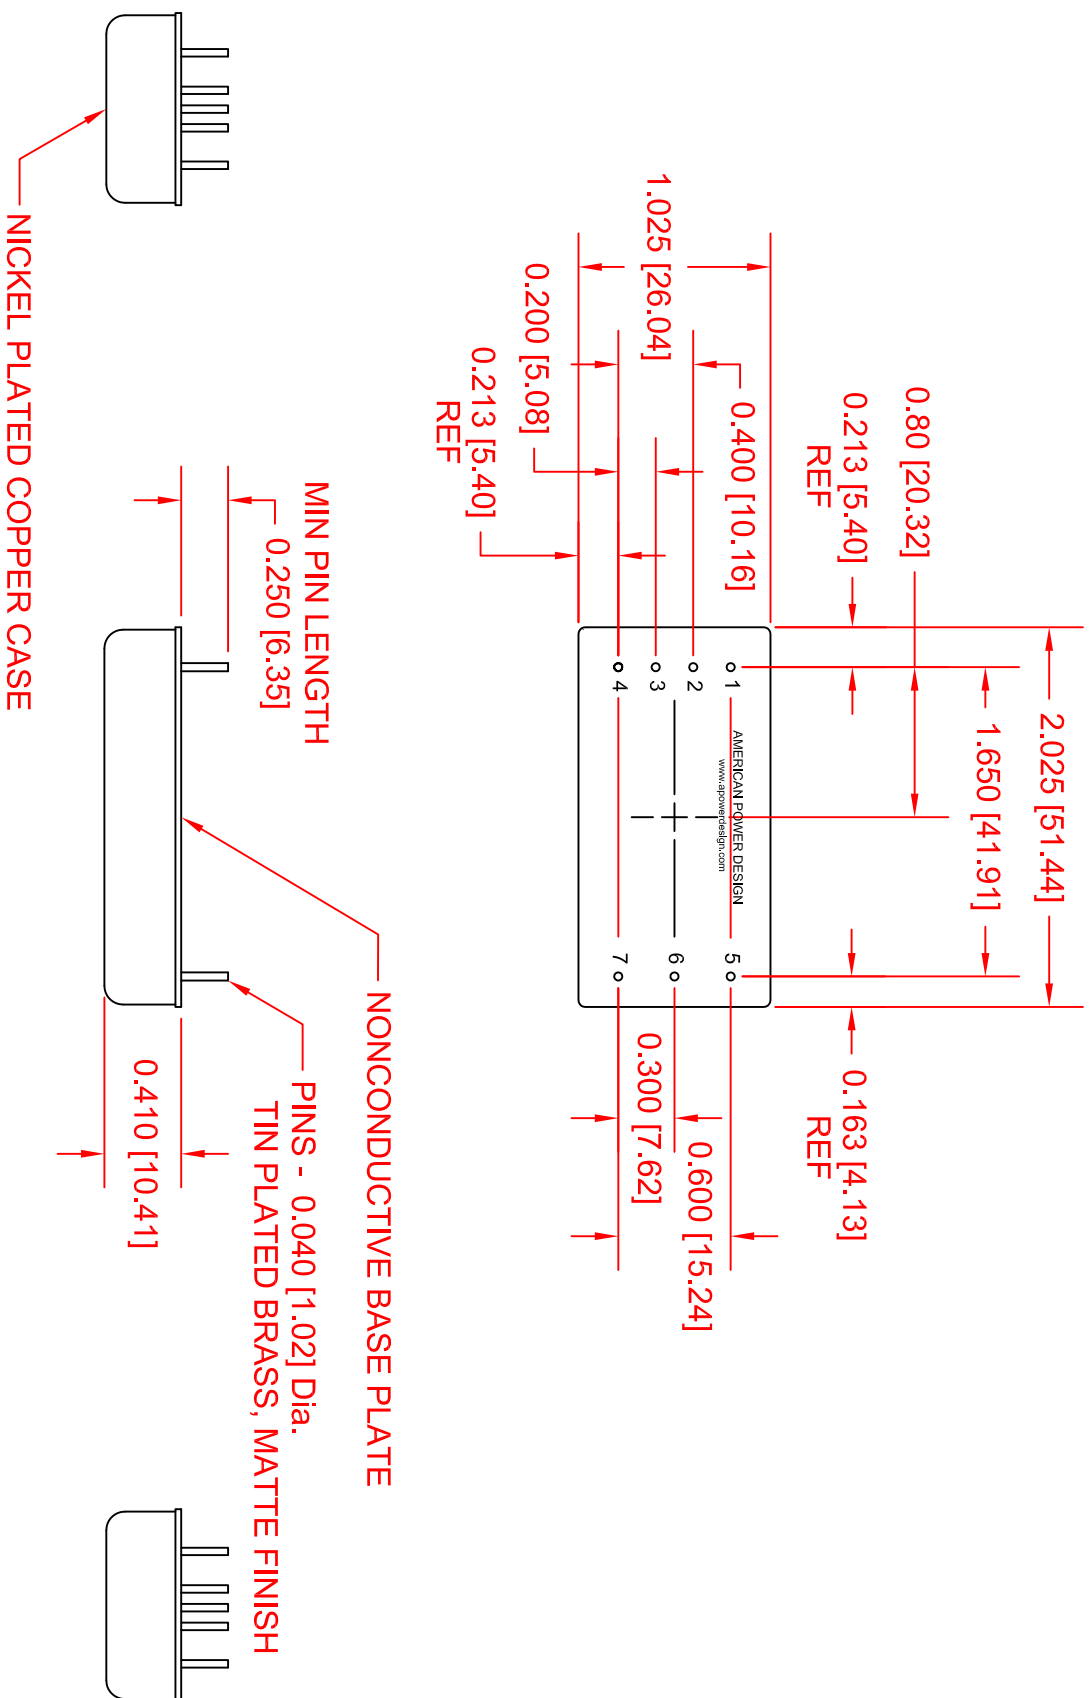 2.025 [51.44]
1.650 [41.91]
0.80 [20.32]
0.213 [5.40]
REF
0.163 [4.13]
REF
0.400 [10.16]
1.025 [26.04]
0.200 [5.08]
0.213 [5.40]
REF
1
2
3
4
AMERICAN POWER DESIGN
www.apowerdesign.com
5
6
7
0.600 [15.24]
0.300 [7.62]
MIN PIN LENGTH
0.250 [6.35]
NONCONDUCTIVE BASE PLATE
PINS - 0.040 [1.02] Dia.
TIN PLATED BRASS, MATTE FINISH
0.410 [10.41]
NICKEL PLATED COPPER CASE